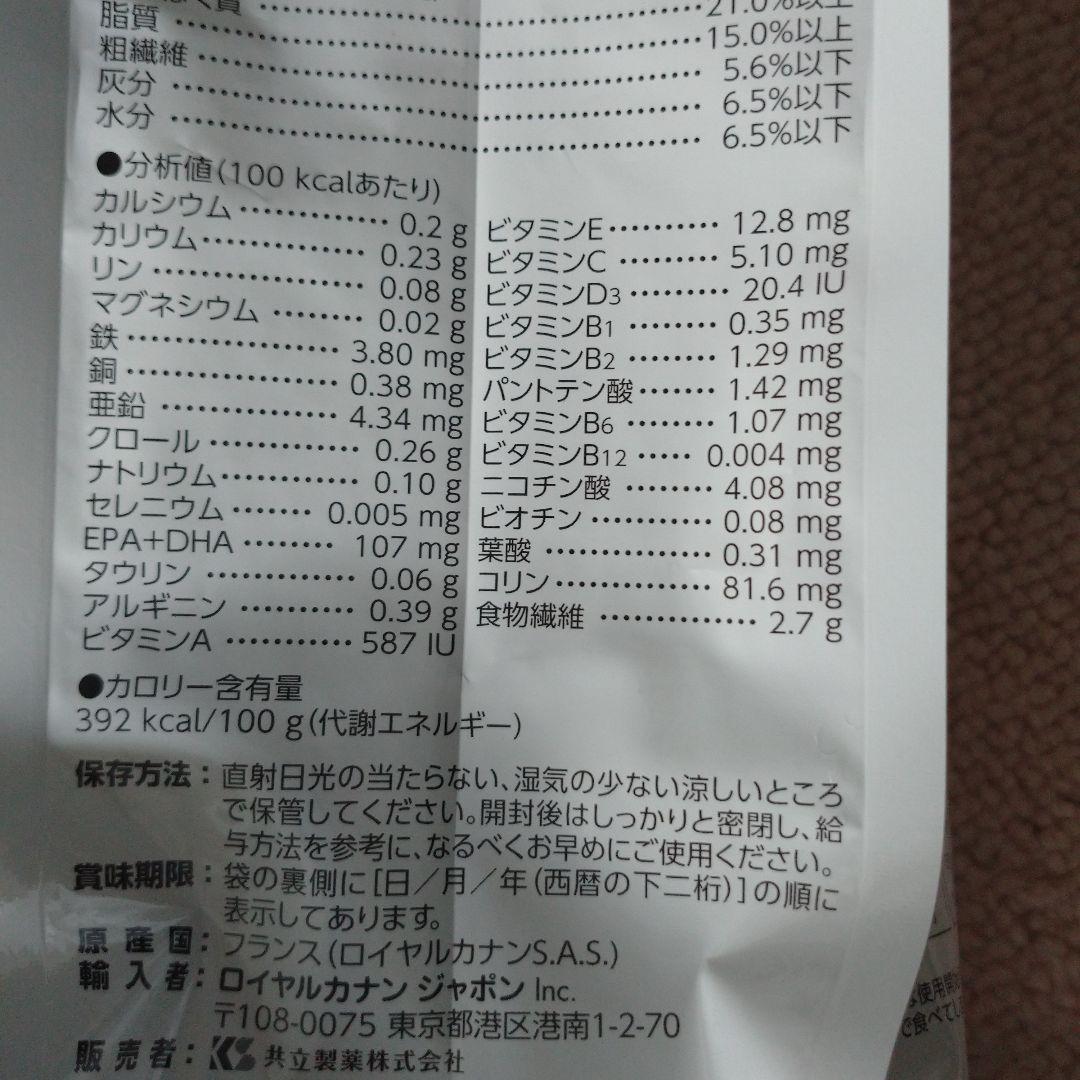 21.0%以上
脂質 ・・・・・・ 15.0%以上
粗繊維 ・・・・・・ 5.6%以下
灰分 ・・・・・・ 6.5%以下
水分 ・・・・・・ 6.5%以下
●分析値(100 kcalあたり)
カルシウム ・・・・・・ 0.2 g
カリウム ・・・・・・ 0.23 g
リン ・・・・・・ 0.08 g
マグネシウム ・・・・・・ 0.02 g
鉄 ・・・・・・ 3.80 mg
銅 ・・・・・・ 0.38 mg
亜鉛 ・・・・・・ 4.34 mg
クロール ・・・・・・ 0.26 g
ナトリウム ・・・・・・ 0.10 g
セレニウム ・・・・・・ 0.005 mg
EPA+DHA ・・・・・・ 107 mg
タウリン ・・・・・・ 0.06 g
アルギニン ・・・・・・ 0.39 g
ビタミンA ・・・・・・ 587 IU
ビタミンE ・・・・・・ 12.8 mg
ビタミンC ・・・・・・ 5.10 mg
ビタミンD3 ・・・・・・ 20.4 IU
ビタミンB1 ・・・・・・ 0.35 mg
ビタミンB2 ・・・・・・ 1.29 mg
パントテン酸 ・・・・・・ 1.42 mg
ビタミンB6 ・・・・・・ 1.07 mg
ビタミンB12 ・・・・・ 0.004 mg
ニコチン酸 ・・・・・・ 4.08 mg
ビオチン ・・・・・・ 0.08 mg
葉酸 ・・・・・・ 0.31 mg
コリン ・・・・・・ 81.6 mg
食物繊維 ・・・・・・ 2.7 g
●カロリー含有量
392 kcal/100 g(代謝エネルギー)
保存方法：直射日光の当たらない、湿気の少ない涼しいところ
で保管してください。開封後はしっかりと密閉し、給
与方法を参考に、なるべくお早めにご使用ください。
賞味期限：袋の裏側に[日／月／年(西暦の下二桁)]の順に
表示してあります。
原産国：フランス(ロイヤルカナンS.A.S.)
輸入者：ロイヤルカナン ジャポン Inc.
〒108-0075 東京都港区港南1-2-70
販売者：KS 共立製薬株式会社